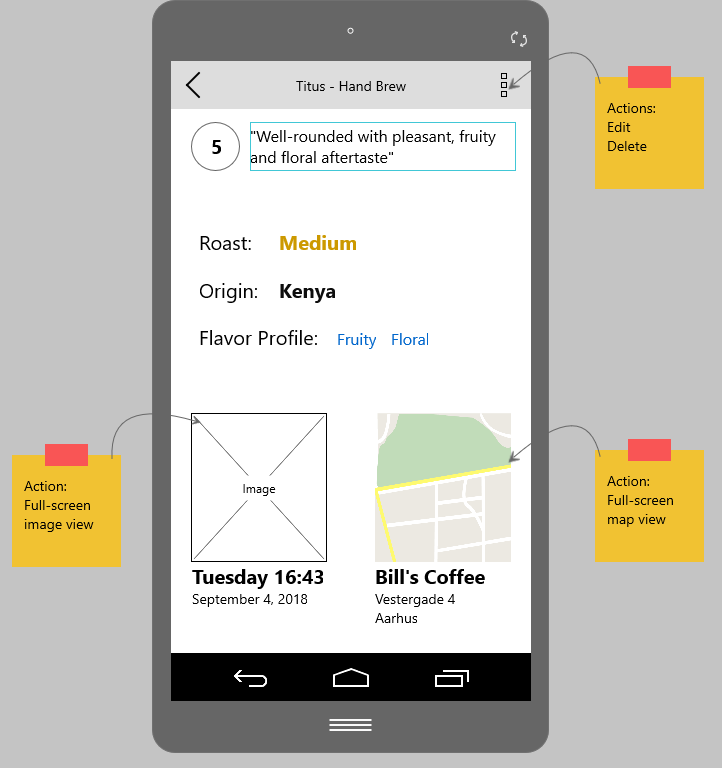 Titus - Hand Brew
5
"Well-rounded with pleasant, fruity
and floral aftertaste"
Roast: Medium
Origin: Kenya
Flavor Profile: Fruity Floral
Image
Tuesday 16:43
September 4, 2018
Bill's Coffee
Vestergade 4
Aarhus
Actions:
Edit
Delete
Action:
Full-screen
image view
Action:
Full-screen
map view